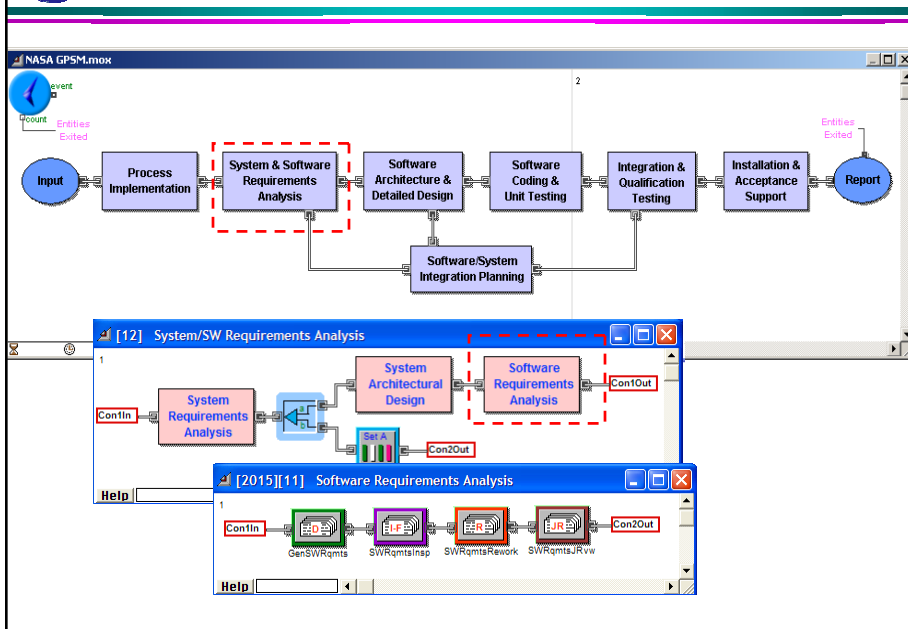 NASA GPSM.mox
event
count
Entities
Exited
2
Entities
Exited
Input
Process
Implementation
System & Software
Requirements
Analysis
Software
Architecture &
Detailed Design
Software
Coding &
Unit Testing
Integration &
Qualification
Testing
Installation &
Acceptance
Support
Report
Software/System
Integration Planning
[12] System/SW Requirements Analysis
1
Con1In
System
Requirements
Analysis
a
b
System
Architectural
Design
Software
Requirements
Analysis
Con1Out
Set A
Con2Out
Help
[2015][11] Software Requirements Analysis
1
Con1In
D
I-F
R
JR
Con2Out
GenSWRqmts
SWRqmtsInsp
SWRqmtsRework
SWRqmtsJRvw
Help